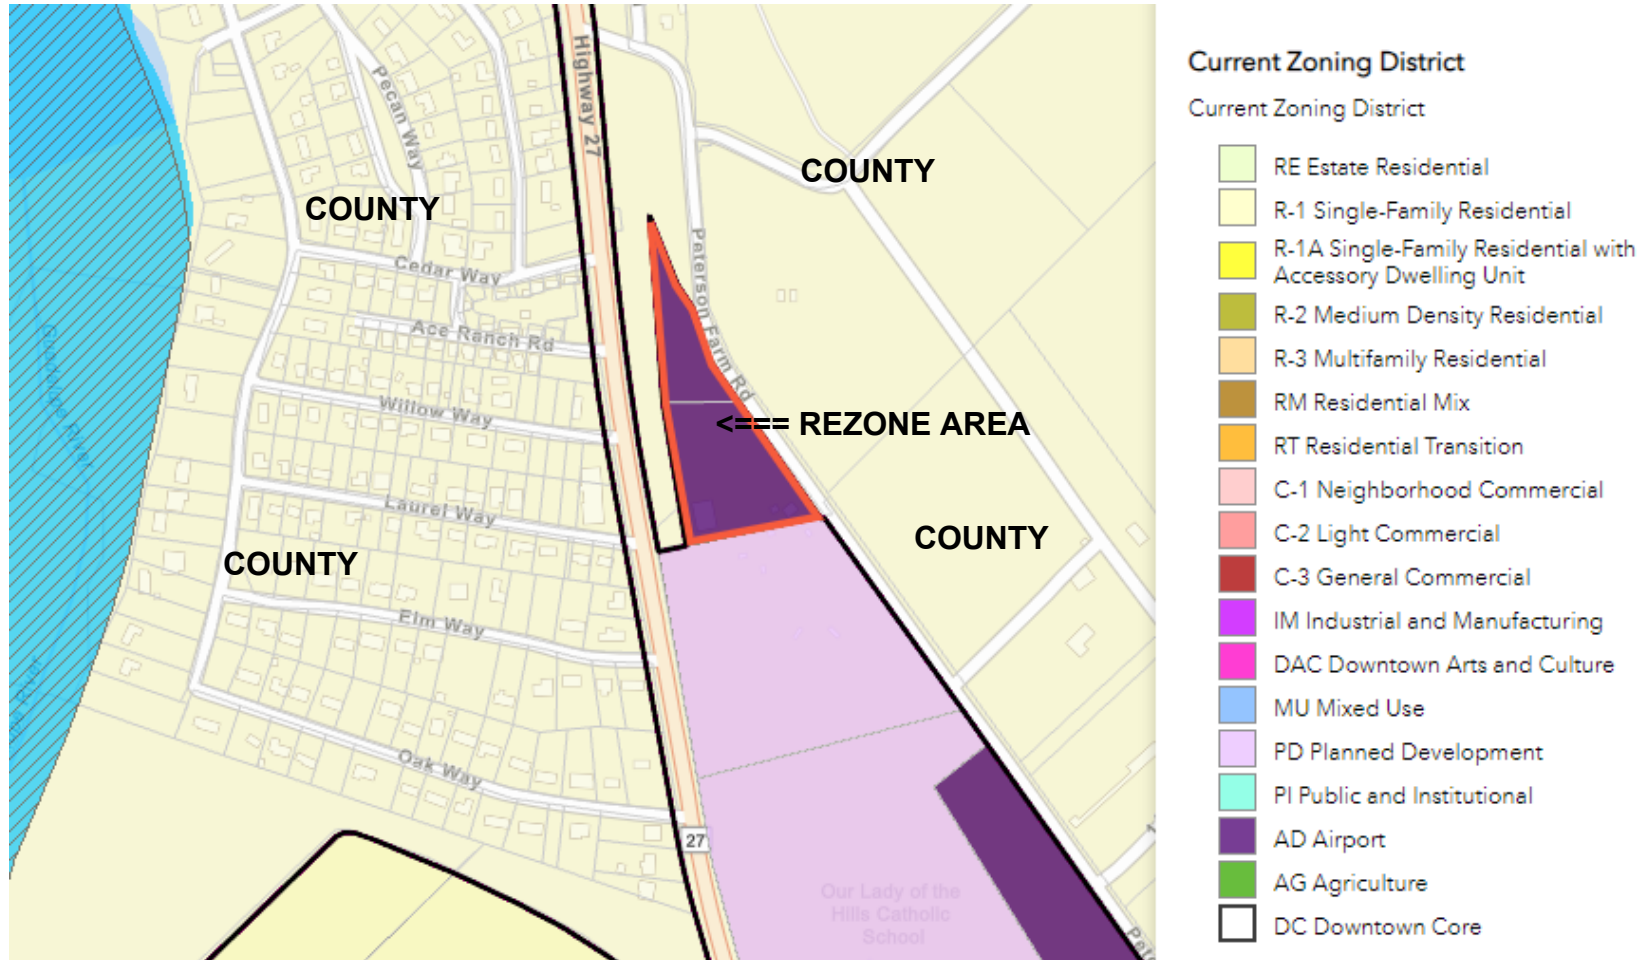 Highway 27
Pecan Way
COUNTY
COUNTY
Cedar Way
Paterson Farm Rd
Ace Ranch Rd
Guadalupe River
Willow Way
<=== REZONE AREA
Laurel Way
COUNTY
COUNTY
Elm Way
River
Oak Way
27
Our Lady of the
Hills Catholic
School
Current Zoning District
Current Zoning District
RE Estate Residential
R-1 Single-Family Residential
R-1A Single-Family Residential with
Accessory Dwelling Unit
R-2 Medium Density Residential
R-3 Multifamily Residential
RM Residential Mix
RT Residential Transition
C-1 Neighborhood Commercial
C-2 Light Commercial
C-3 General Commercial
IM Industrial and Manufacturing
DAC Downtown Arts and Culture
MU Mixed Use
PD Planned Development
PI Public and Institutional
AD Airport
AG Agriculture
DC Downtown Core